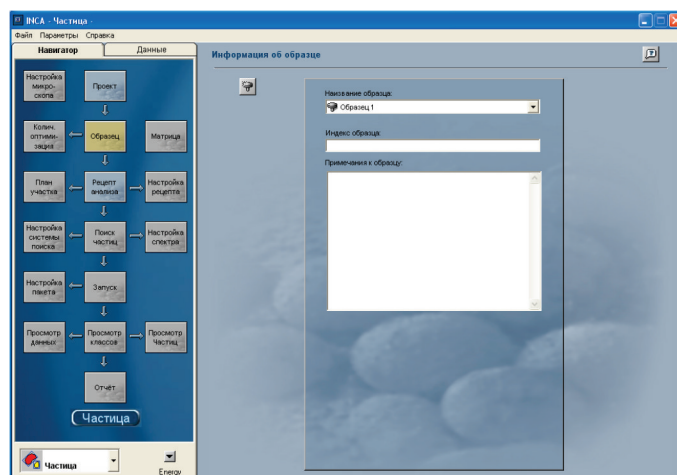 INCA - Частица -
Файл Параметры Справка
Навигатор Данные
Настройка
микро-
скопа
Проект
Колич.
оптими-
зация
Образец
Матрица
План
участка
Рецепт
анализа
Настройка
рецепта
Настройка
системы
поиска
Поиск
частиц
Настройка
спектра
Настройка
пакета
Запуск
Просмотр
данных
Просмотр
классов
Просмотр
Частиц
Отчёт
Частица
Частица
Energy
Информация об образце
Наизвание образца:
Образец 1
Индекс образца:
Примечания к образцу: